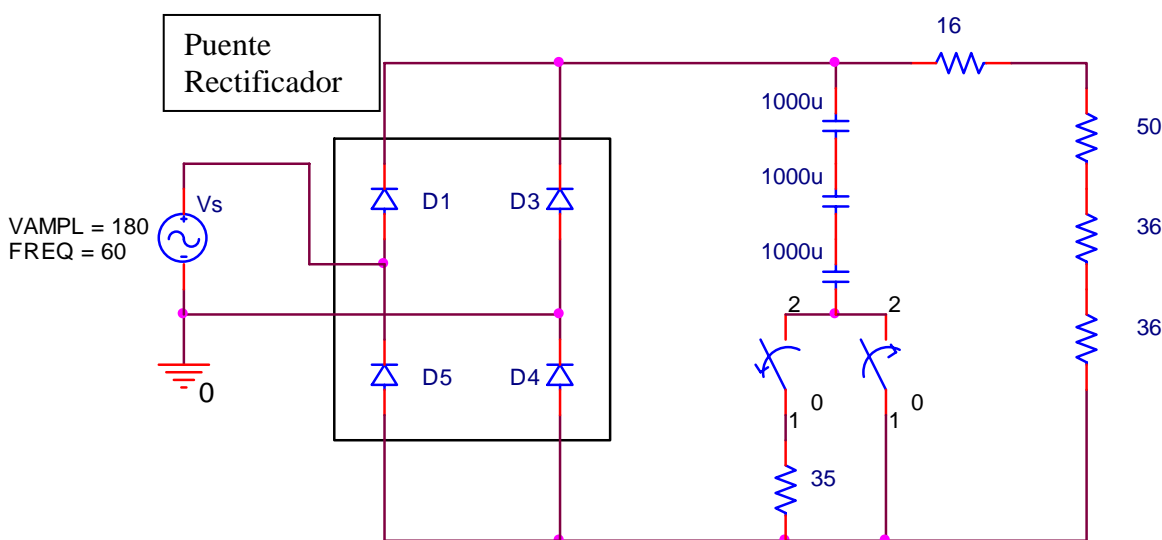 Puente
Rectificador
16
1000u
50
D1
D3
Vs
1000u
VAMPL = 180
FREQ = 60
36
1000u
2
2
36
D5
D4
0
0
0
1
1
35